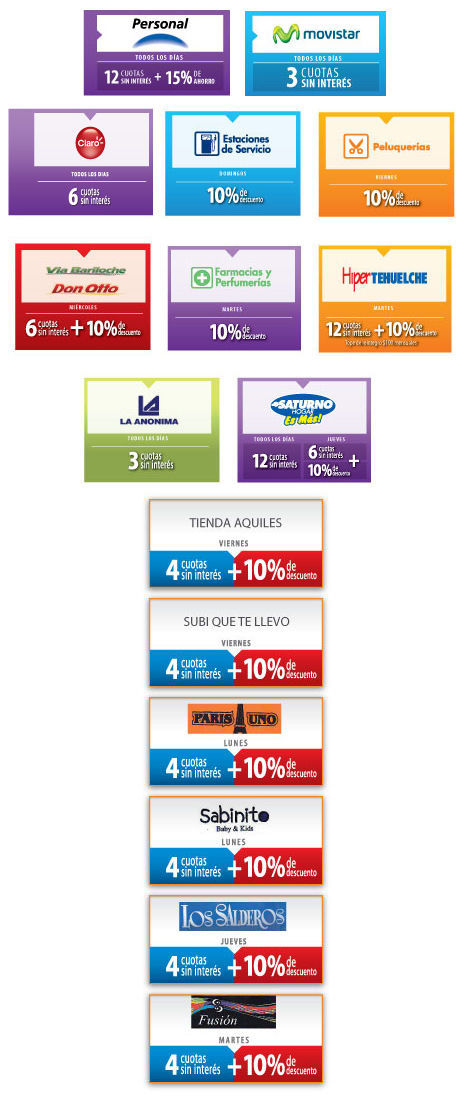 Personal
TODOS LOS DÍAS
12 CUOTAS SIN INTERÉS + 15% DE AHORRO
movistar
TODOS LOS DÍAS
3 CUOTAS SIN INTERÉS
Claro
TODOS LOS DIAS
6 cuotas sin interés
Estaciones
de Servicio
DOMINGOS
10% de descuento
Peluquerías
VIERNES
10% de descuento
Via Bariloche
Don Otto
MIÉRCOLES
6 cuotas sin interés + 10% de descuento
Farmacias y
Perfumerías
MARTES
10% de descuento
HiperTEHUELCHE
MARTES
12 cuotas sin interés + 10% de descuento
Tope de reintegro $100 mensuales
LA ANONIMA
TODOS LOS DÍAS
3 cuotas sin interés
SATURNO
HOGAR
Es Más!
TODOS LOS DÍAS
12 cuotas sin interés
JUEVES
6 cuotas sin interés +
10% de descuento
TIENDA AQUILES
VIERNES
4 cuotas sin interés + 10% de descuento
SUBI QUE TE LLEVO
VIERNES
4 cuotas sin interés + 10% de descuento
PARIS UNO
LUNES
4 cuotas sin interés + 10% de descuento
Sabinito
Baby & Kids
LUNES
4 cuotas sin interés + 10% de descuento
LOS SALDEROS
JUEVES
4 cuotas sin interés + 10% de descuento
Fusión
MARTES
4 cuotas sin interés + 10% de descuento